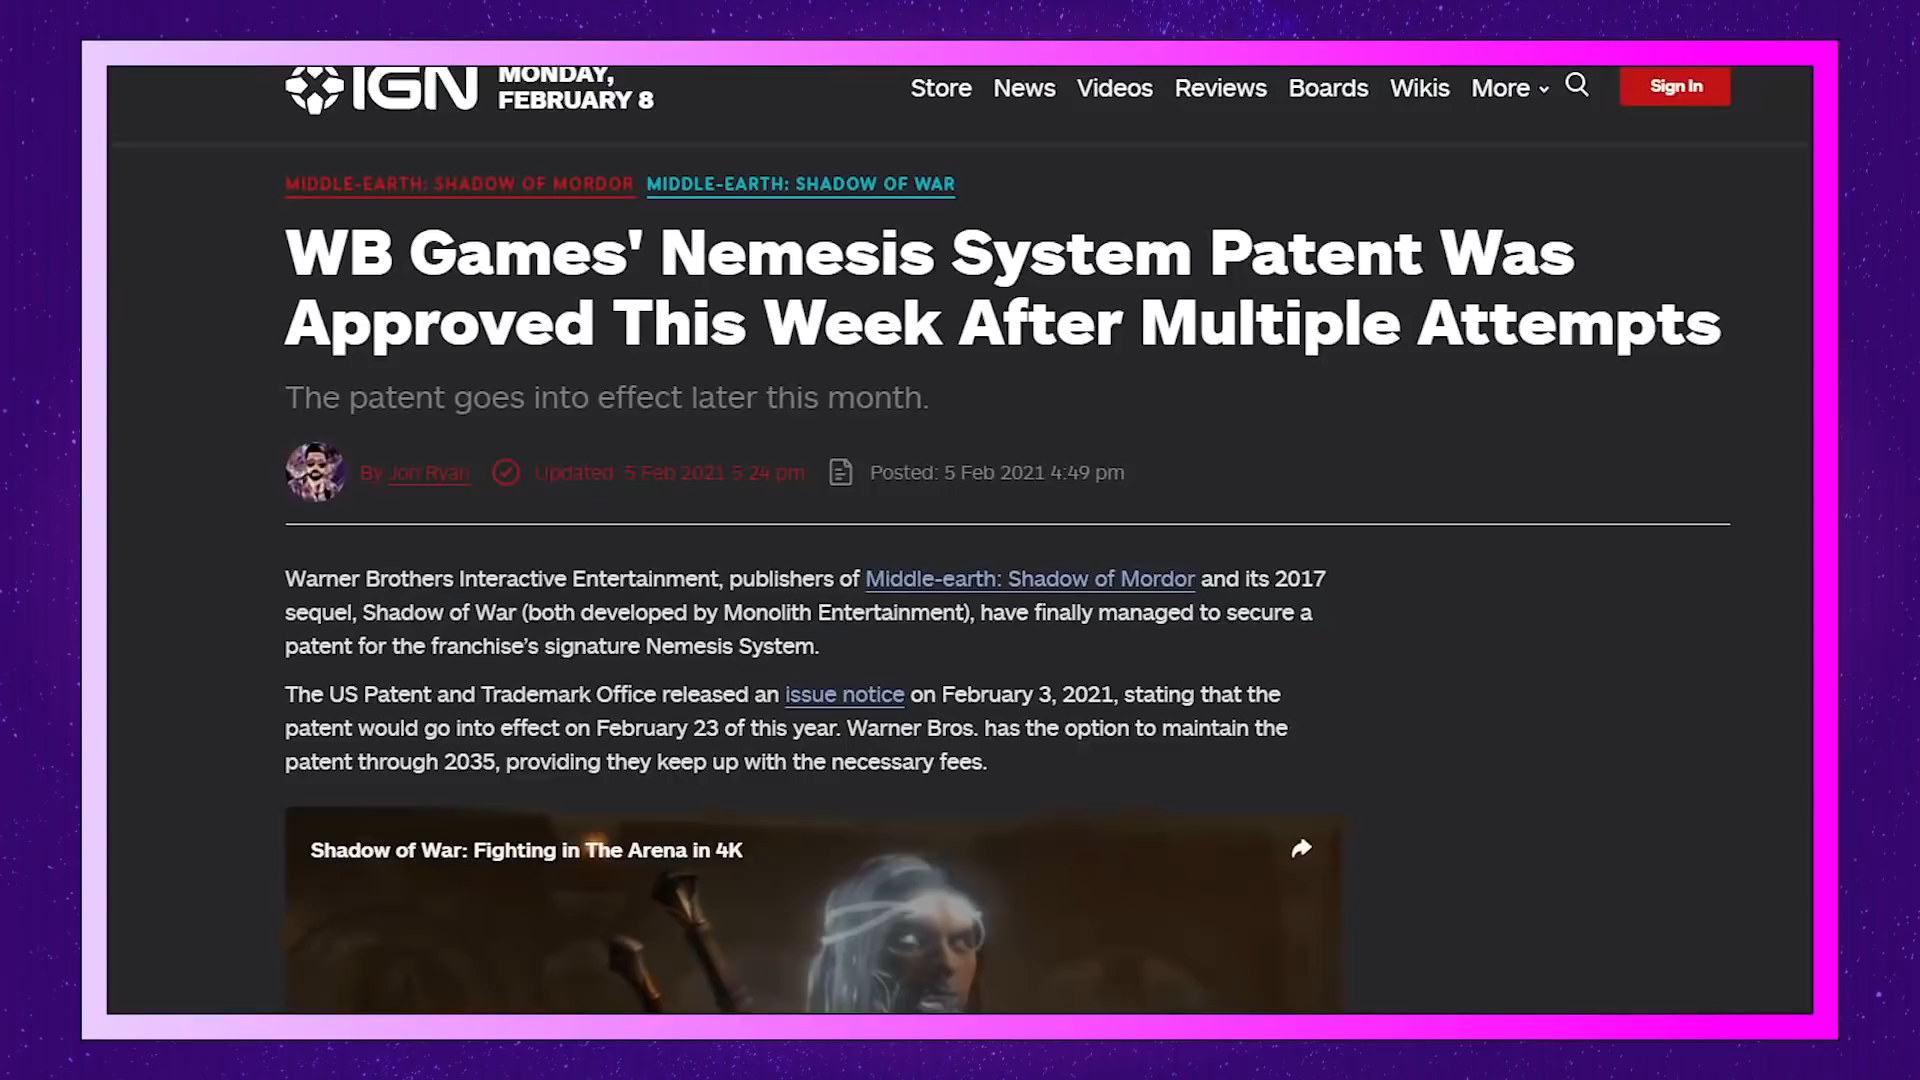 IGN MONDAY,
FEBRUARY 8
Store News Videos Reviews Boards Wikis More Sign In
MIDDLE-EARTH: SHADOW OF MORDOR MIDDLE-EARTH: SHADOW OF WAR
WB Games' Nemesis System Patent Was
Approved This Week After Multiple Attempts
The patent goes into effect later this month.
By Jon Ryan Updated: 5 Feb 2021 5:24 pm Posted: 5 Feb 2021 4:49 pm
Warner Brothers Interactive Entertainment, publishers of Middle-earth: Shadow of Mordor and its 2017
sequel, Shadow of War (both developed by Monolith Entertainment), have finally managed to secure a
patent for the franchise’s signature Nemesis System.
The US Patent and Trademark Office released an issue notice on February 3, 2021, stating that the
patent would go into effect on February 23 of this year. Warner Bros. has the option to maintain the
patent through 2035, providing they keep up with the necessary fees.
Shadow of War: Fighting in The Arena in 4K